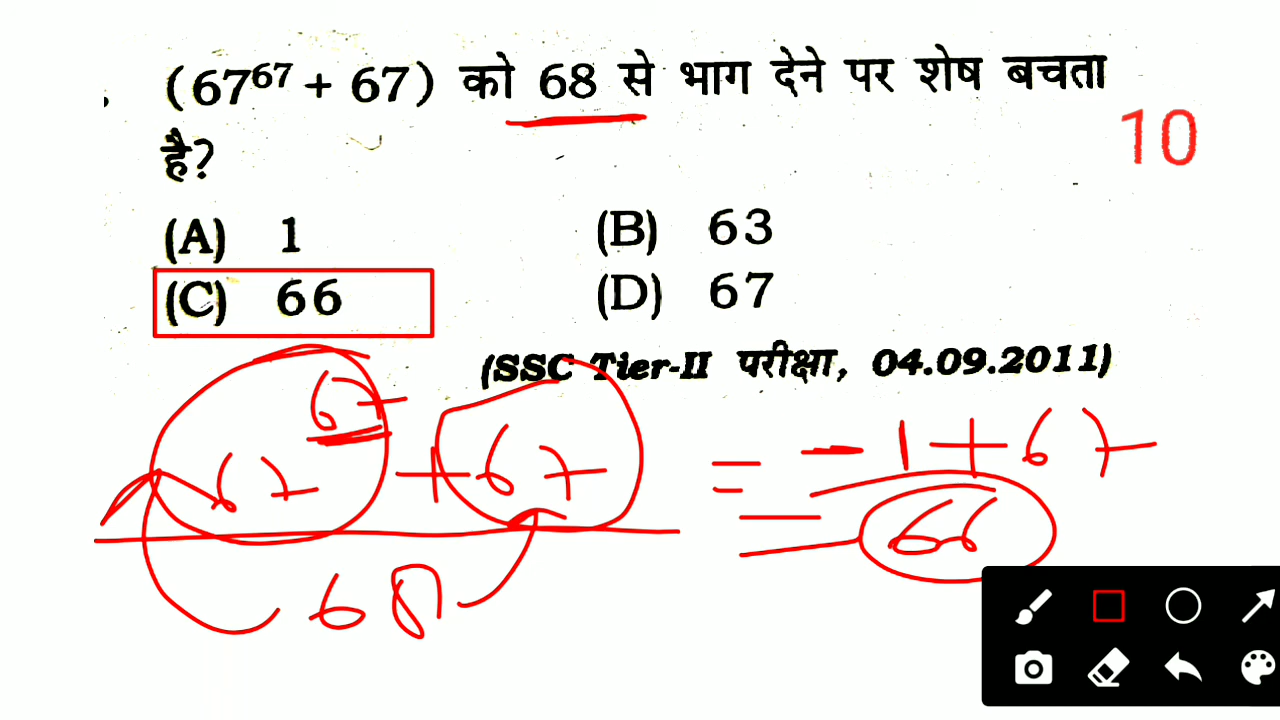 (67⁶⁷ + 67) को 68 से भाग देने पर शेष बचता
है?
10
(A) 1 (B) 63
(C) 66 (D) 67
(SSC Tier-II परीक्षा, 04.09.2011)
67⁶⁷ + 67 = -1 + 67
68
= 66